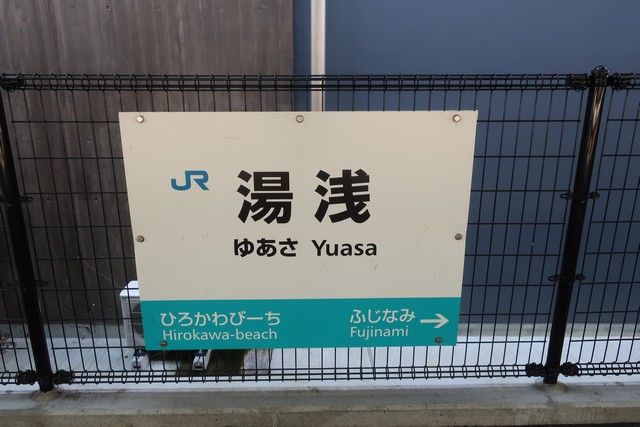 JR
湯浅
ゆあさ Yuasa
ひろかわびーち
Hirokawa-beach
ふじなみ →
Fujinami